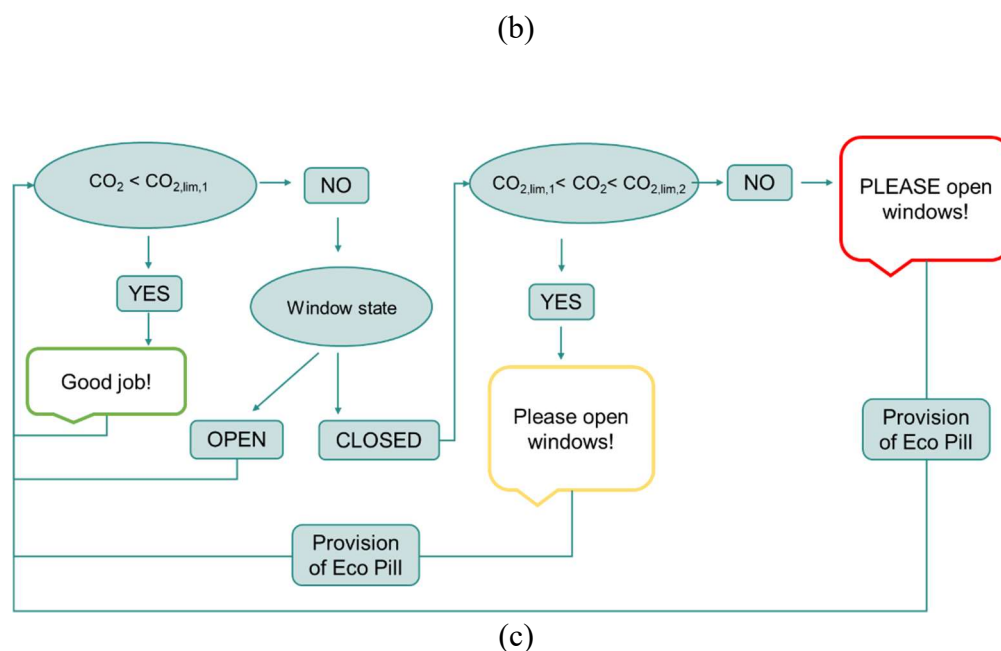 (b)
CO₂ < CO₂,lim,1
NO
YES
Good job!
Window state
OPEN
CLOSED
CO₂,lim,1 < CO₂ < CO₂,lim,2
NO
YES
PLEASE open
windows!
Please open
windows!
Provision
of Eco Pill
Provision
of Eco Pill
(c)